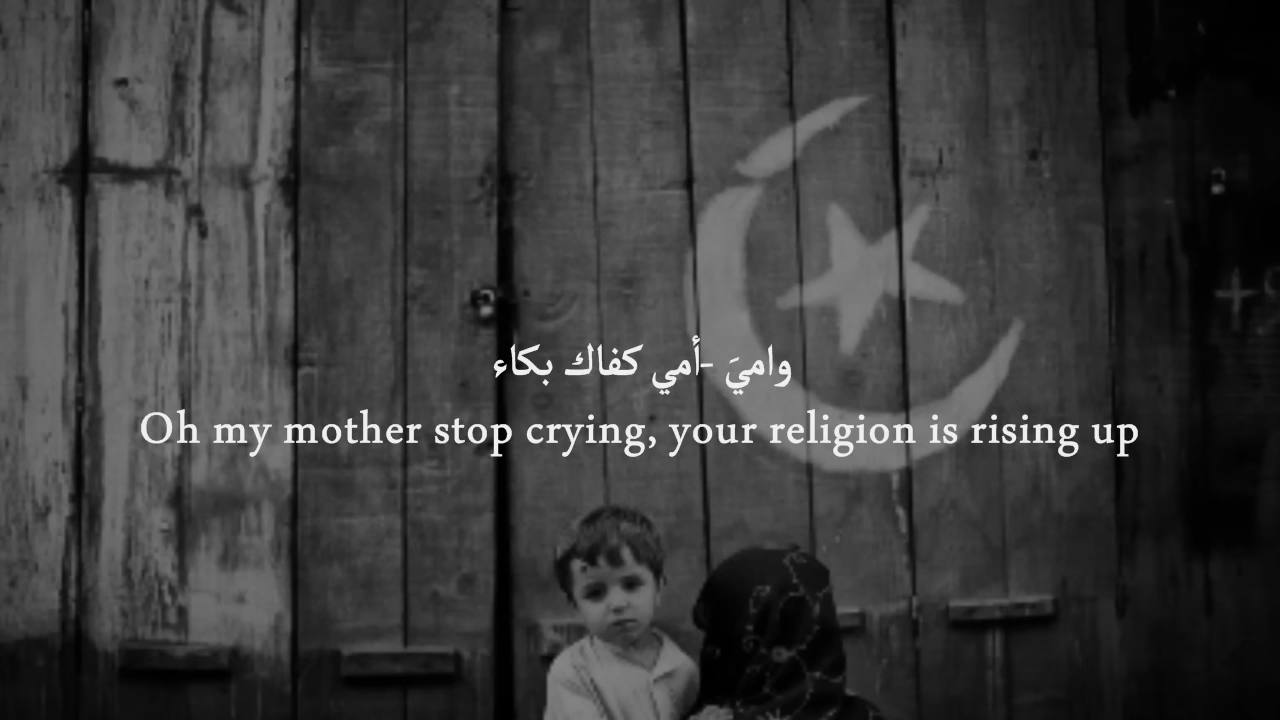 واميَ -أمي كفاك بكاء
Oh my mother stop crying, your religion is rising up